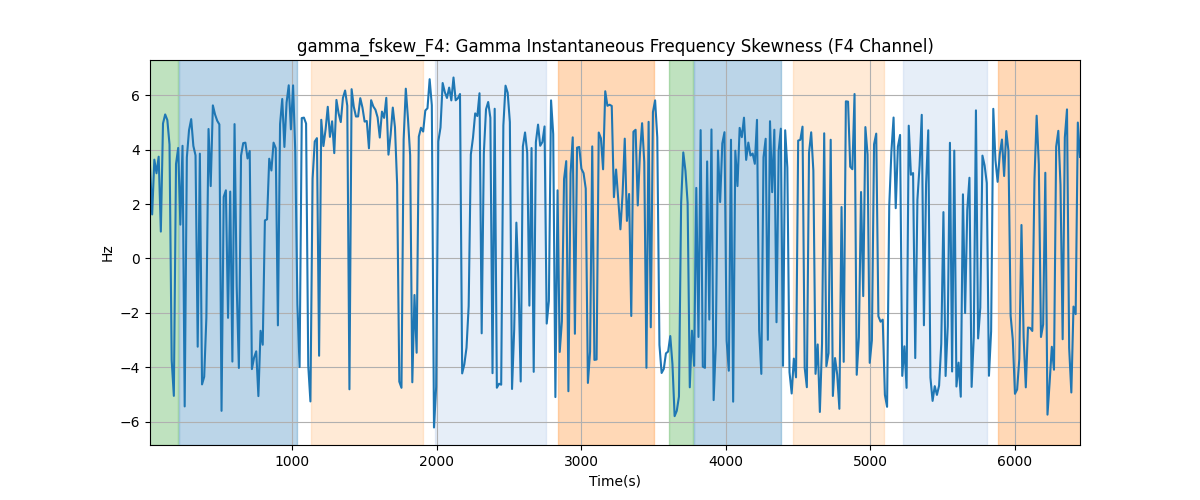 gamma_fskew_F4: Gamma Instantaneous Frequency Skewness (F4 Channel)
6
4
2
0
−2
−4
−6
Hz
1000 2000 3000 4000 5000 6000
Time(s)